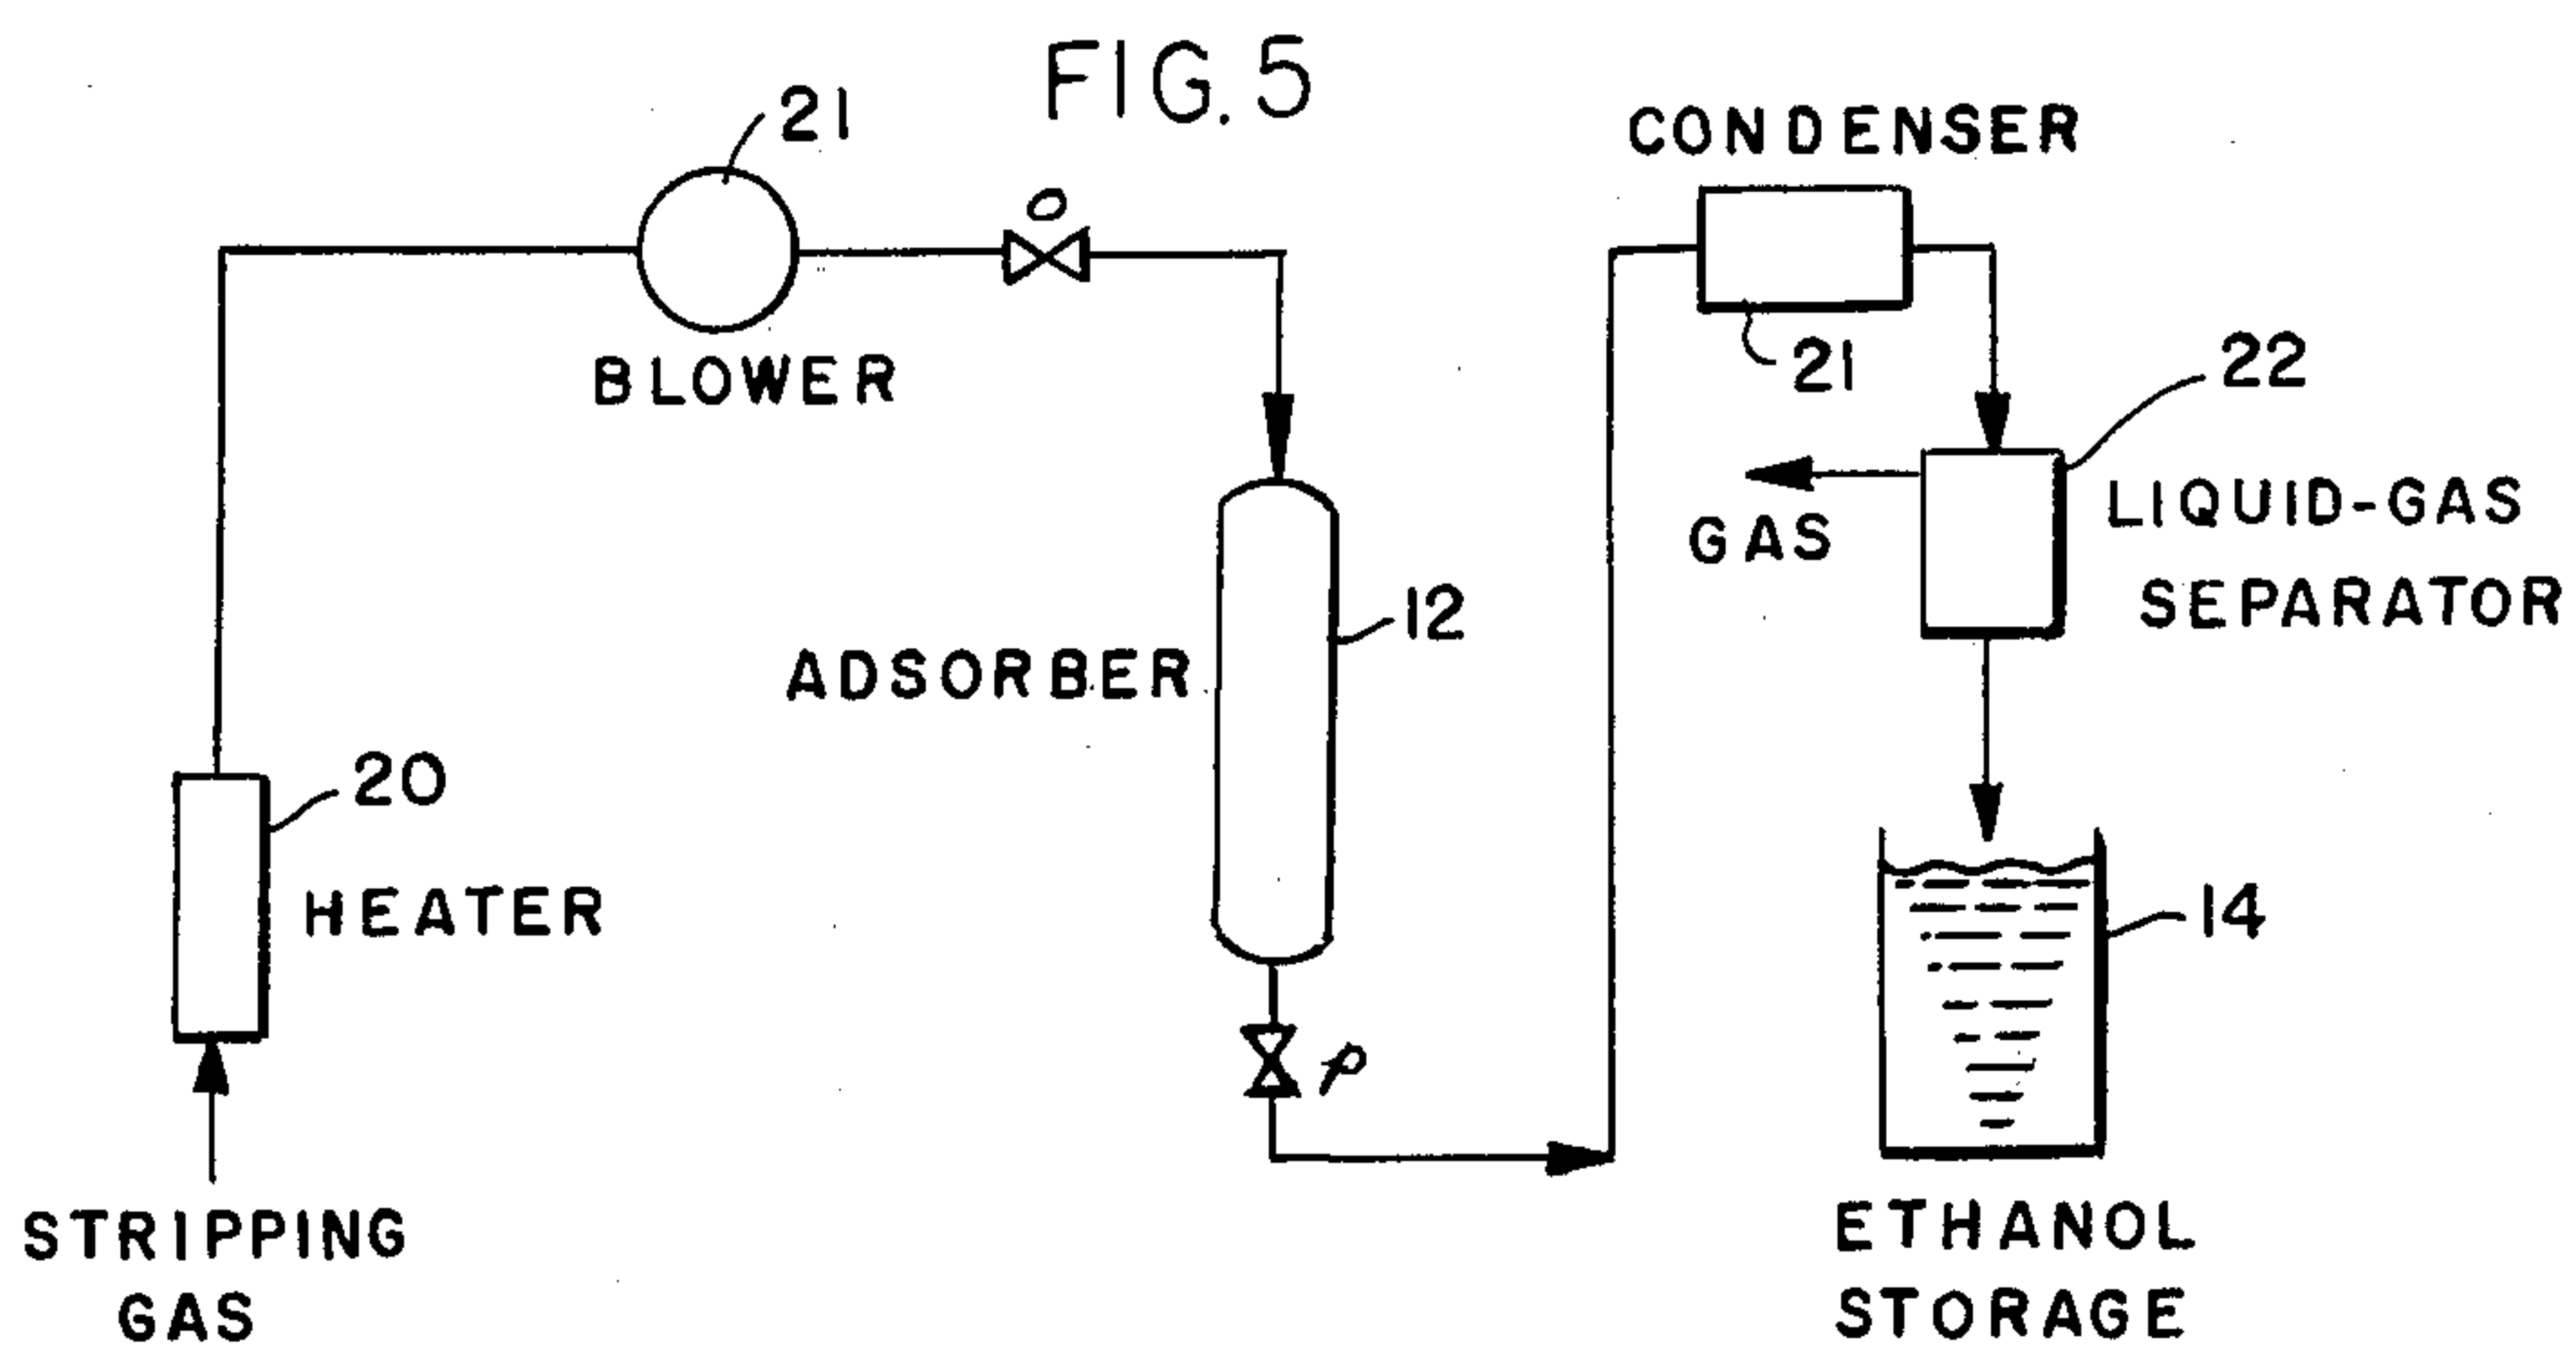 FIG. 5
21
o
BLOWER
CONDENSER
21
22
GAS
LIQUID-GAS
SEPARATOR
12
ADSORBER
20
HEATER
p
14
STRIPPING
GAS
ETHANOL
STORAGE